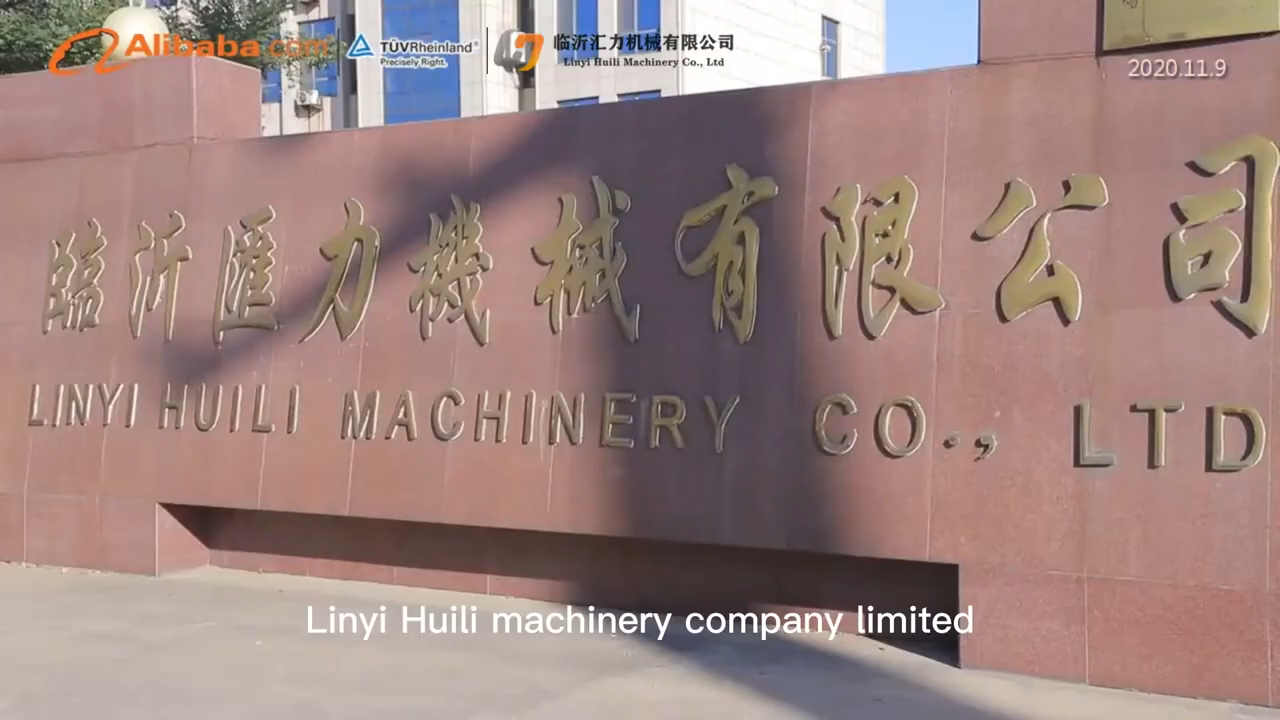 Alibaba.com
TÜVRheinland®
Precisely Right.
临沂汇力机械有限公司
Linyi Huili Machinery Co., Ltd
2020.11.9
臨沂匯力機械有限公司
LINYI HUILI MACHINERY CO., LTD
Linyi Huili machinery company limited